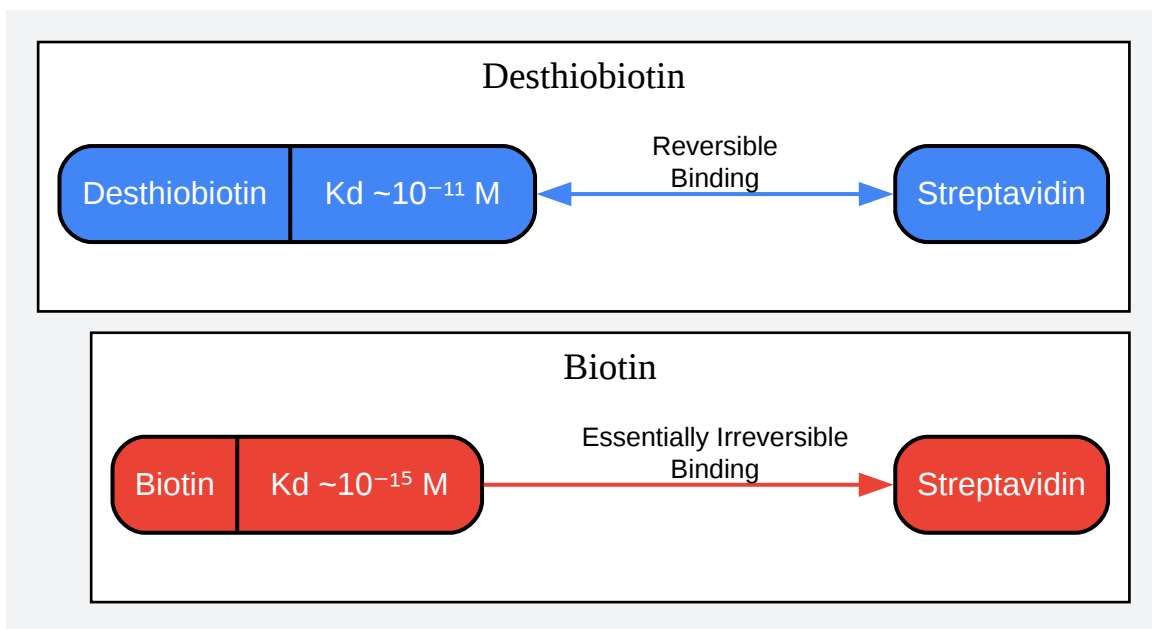 Desthiobiotin
Reversible
Binding
Desthiobiotin
Kd ~10⁻¹¹ M
Streptavidin
Biotin
Essentially Irreversible
Binding
Biotin
Kd ~10⁻¹⁵ M
Streptavidin